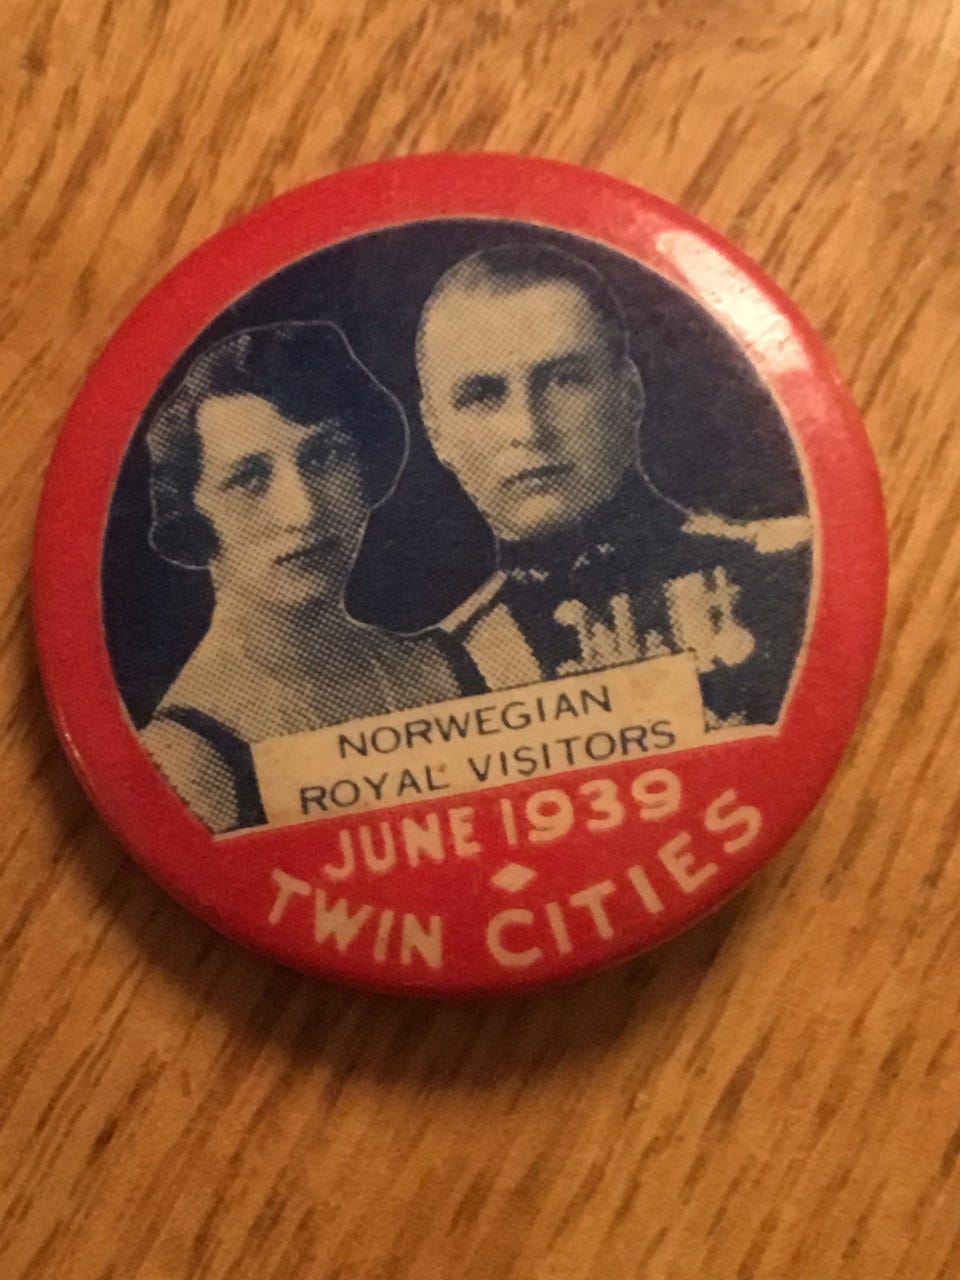 NORWEGIAN
ROYAL VISITORS
JUNE 1939
TWIN CITIES